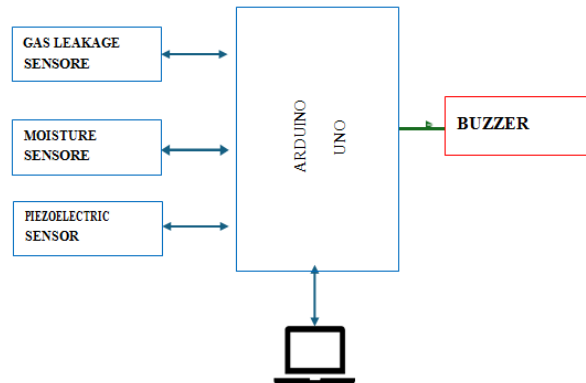 GAS LEAKAGE
SENSORE
MOISTURE
SENSORE
PIEZOELECTRIC
SENSOR
ARDUINO
UNO
BUZZER